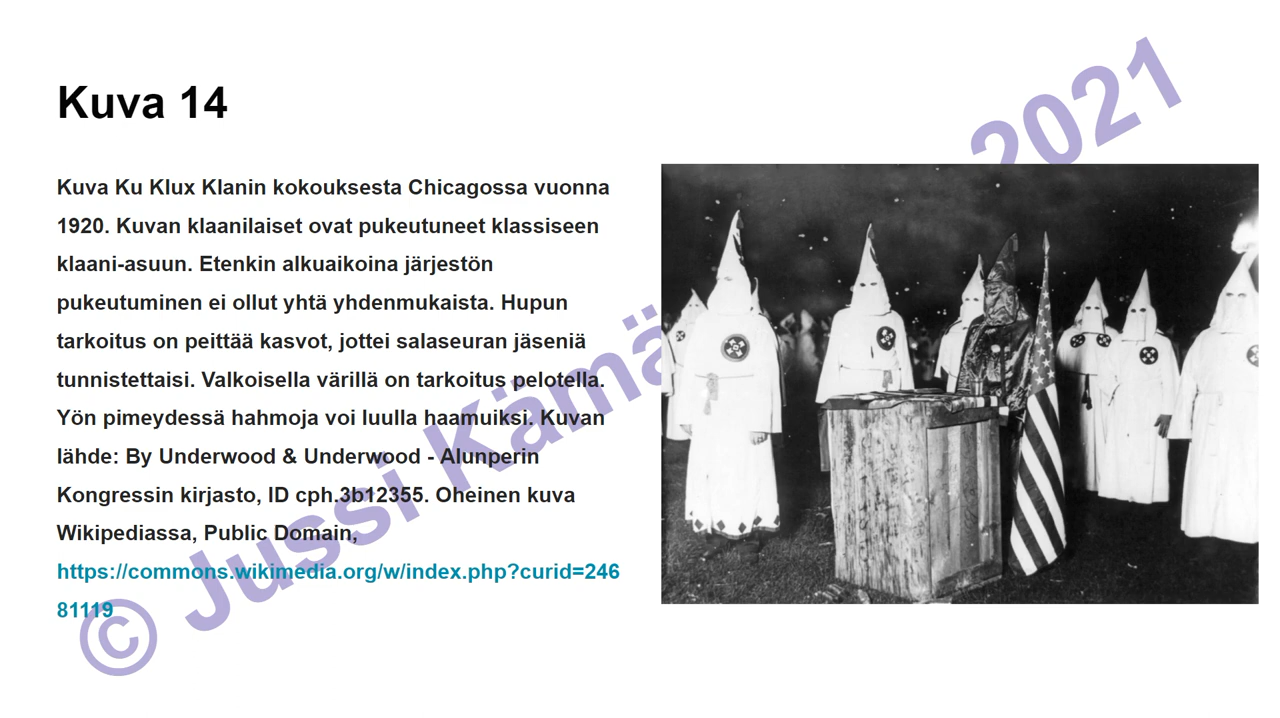 Kuva 14
Kuva Ku Klux Klanin kokouksesta Chicagossa vuonna
1920. Kuvan klaanilaiset ovat pukeutuneet klassiseen
klaani-asuun. Etenkin alkuaikoina järjestön
pukeutuminen ei ollut yhtä yhdenmukaista. Hupun
tarkoitus on peittää kasvot, jottei salaseuran jäseniä
tunnistettaisi. Valkoisella värillä on tarkoitus pelotella.
Yön pimeydessä hahmoja voi luulla haamuiksi. Kuvan
lähde: By Underwood & Underwood - Alunperin
Kongressin kirjasto, ID cph.3b12355. Oheinen kuva
Wikipediassa, Public Domain,
https://commons.wikimedia.org/w/index.php?curid=246
81119
© Jussi Kämä 2021